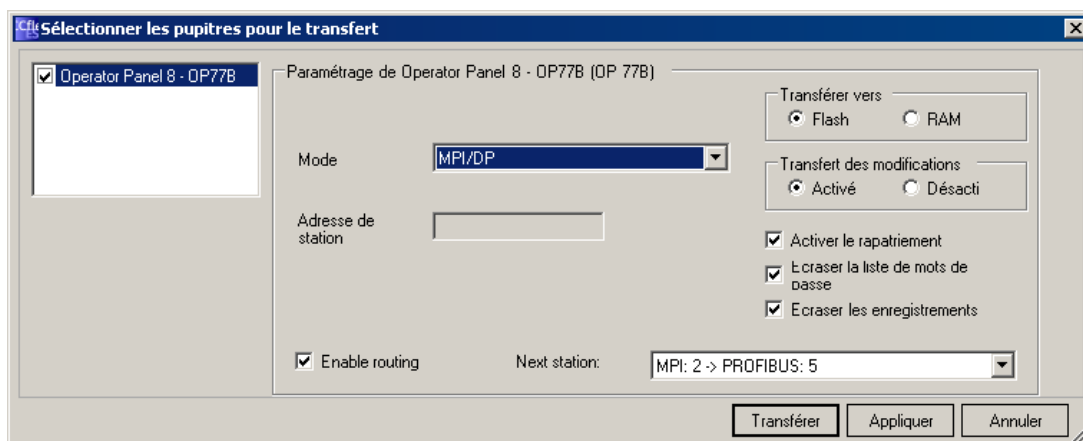 Sélectionner les pupitres pour le transfert
Operator Panel 8 - OP77B
Paramétrage de Operator Panel 8 - OP77B (OP 77B)
Transférer vers
Flash RAM
Mode MPI/DP
Transfert des modifications
Activé Désacti
Adresse de
station
Activer le rapatriement
Ecraser la liste de mots de
passe
Ecraser les enregistrements
Enable routing Next station: MPI: 2 -> PROFIBUS: 5
Transférer Appliquer Annuler